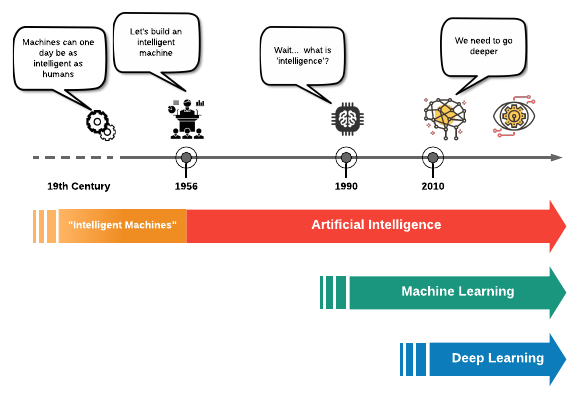 Machines can one
day be as
intelligent as
humans
Let's build an
intelligent
machine
Wait... what is
'intelligence'?
We need to go
deeper
19th Century
1956
1990
2010
"Intelligent Machines"
Artificial Intelligence
Machine Learning
Deep Learning